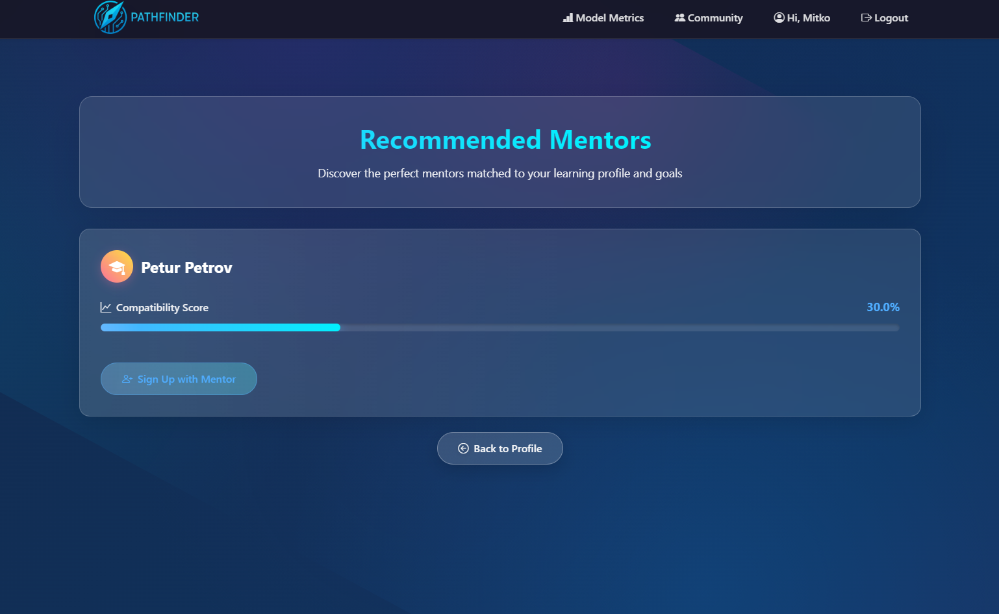 PATHFINDER
Model Metrics
Community
Hi, Mitko
Logout
Recommended Mentors
Discover the perfect mentors matched to your learning profile and goals
Petur Petrov
Compatibility Score
30.0%
Sign Up with Mentor
Back to Profile